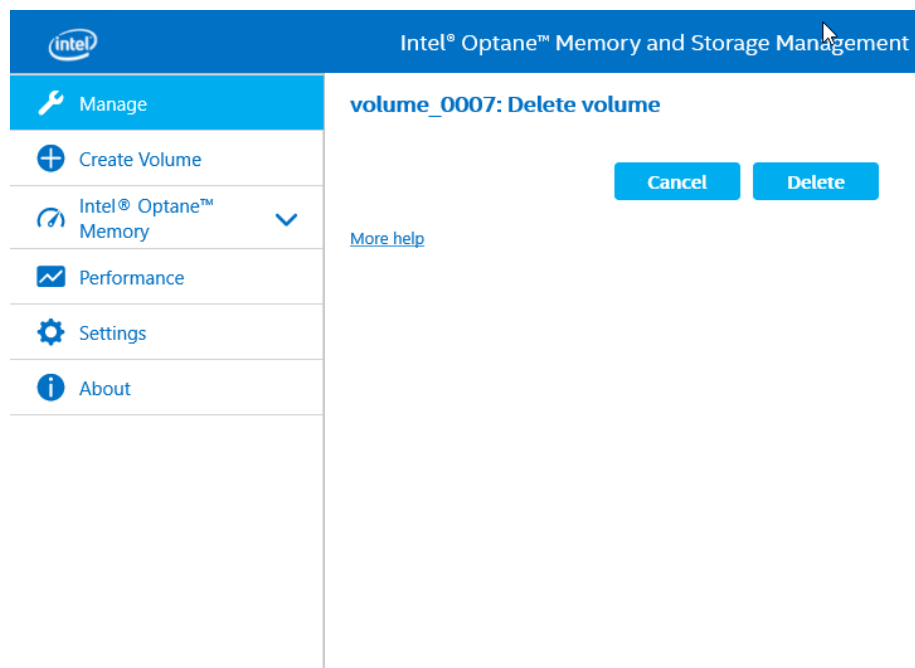 intel
Intel® Optane™ Memory and Storage Management
Manage
volume_0007: Delete volume
Create Volume
Cancel
Delete
Intel® Optane™
Memory
More help
Performance
Settings
About